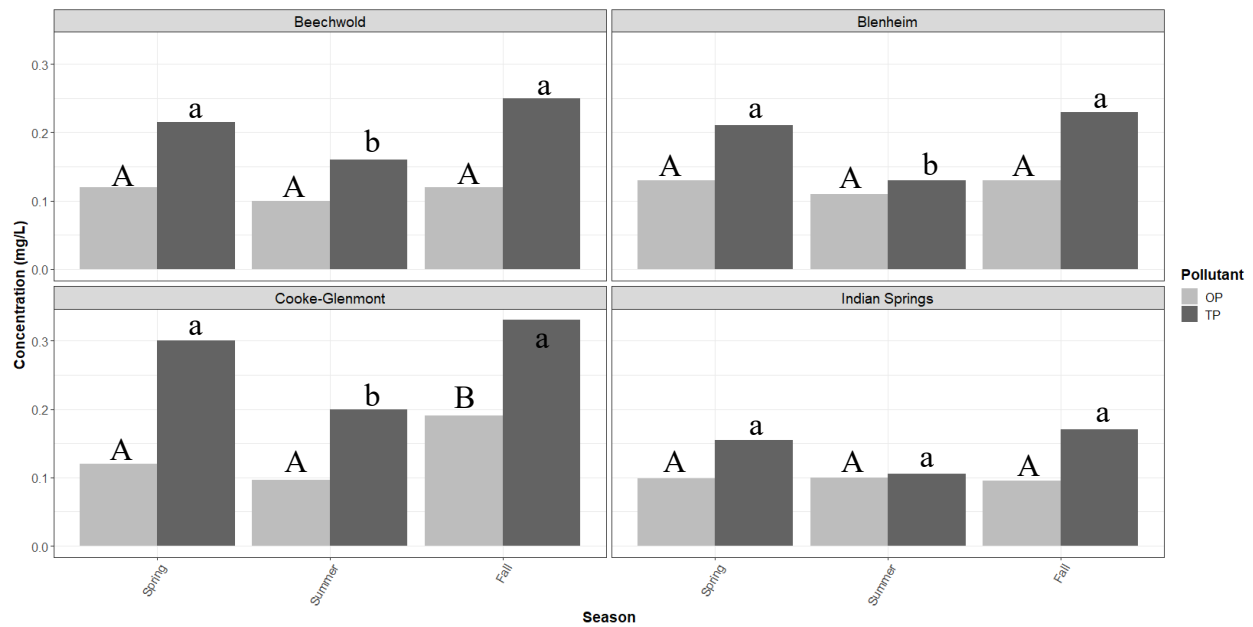 Beechwold
Blenheim
0.3
0.2
0.1
0.0
A
a
A
b
A
a
A
a
A
b
A
a
Cooke-Glenmont
Indian Springs
0.3
0.2
0.1
0.0
A
a
A
b
B
a
A
a
A
a
A
a
Spring
Summer
Fall
Spring
Summer
Fall
Concentration (mg/L)
Season
Pollutant
OP
TP